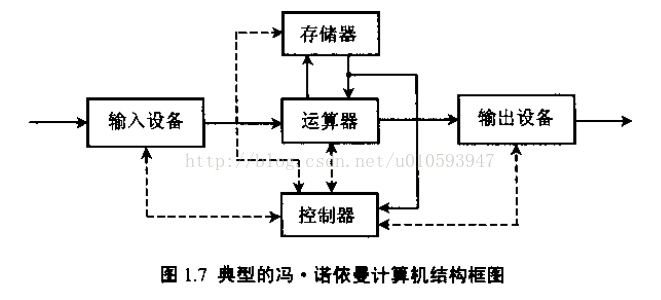 存储器
输入设备
运算器
输出设备
http://blog.csdn.net/u010593947
控制器
图 1.7 典型的冯·诺依曼计算机结构框图